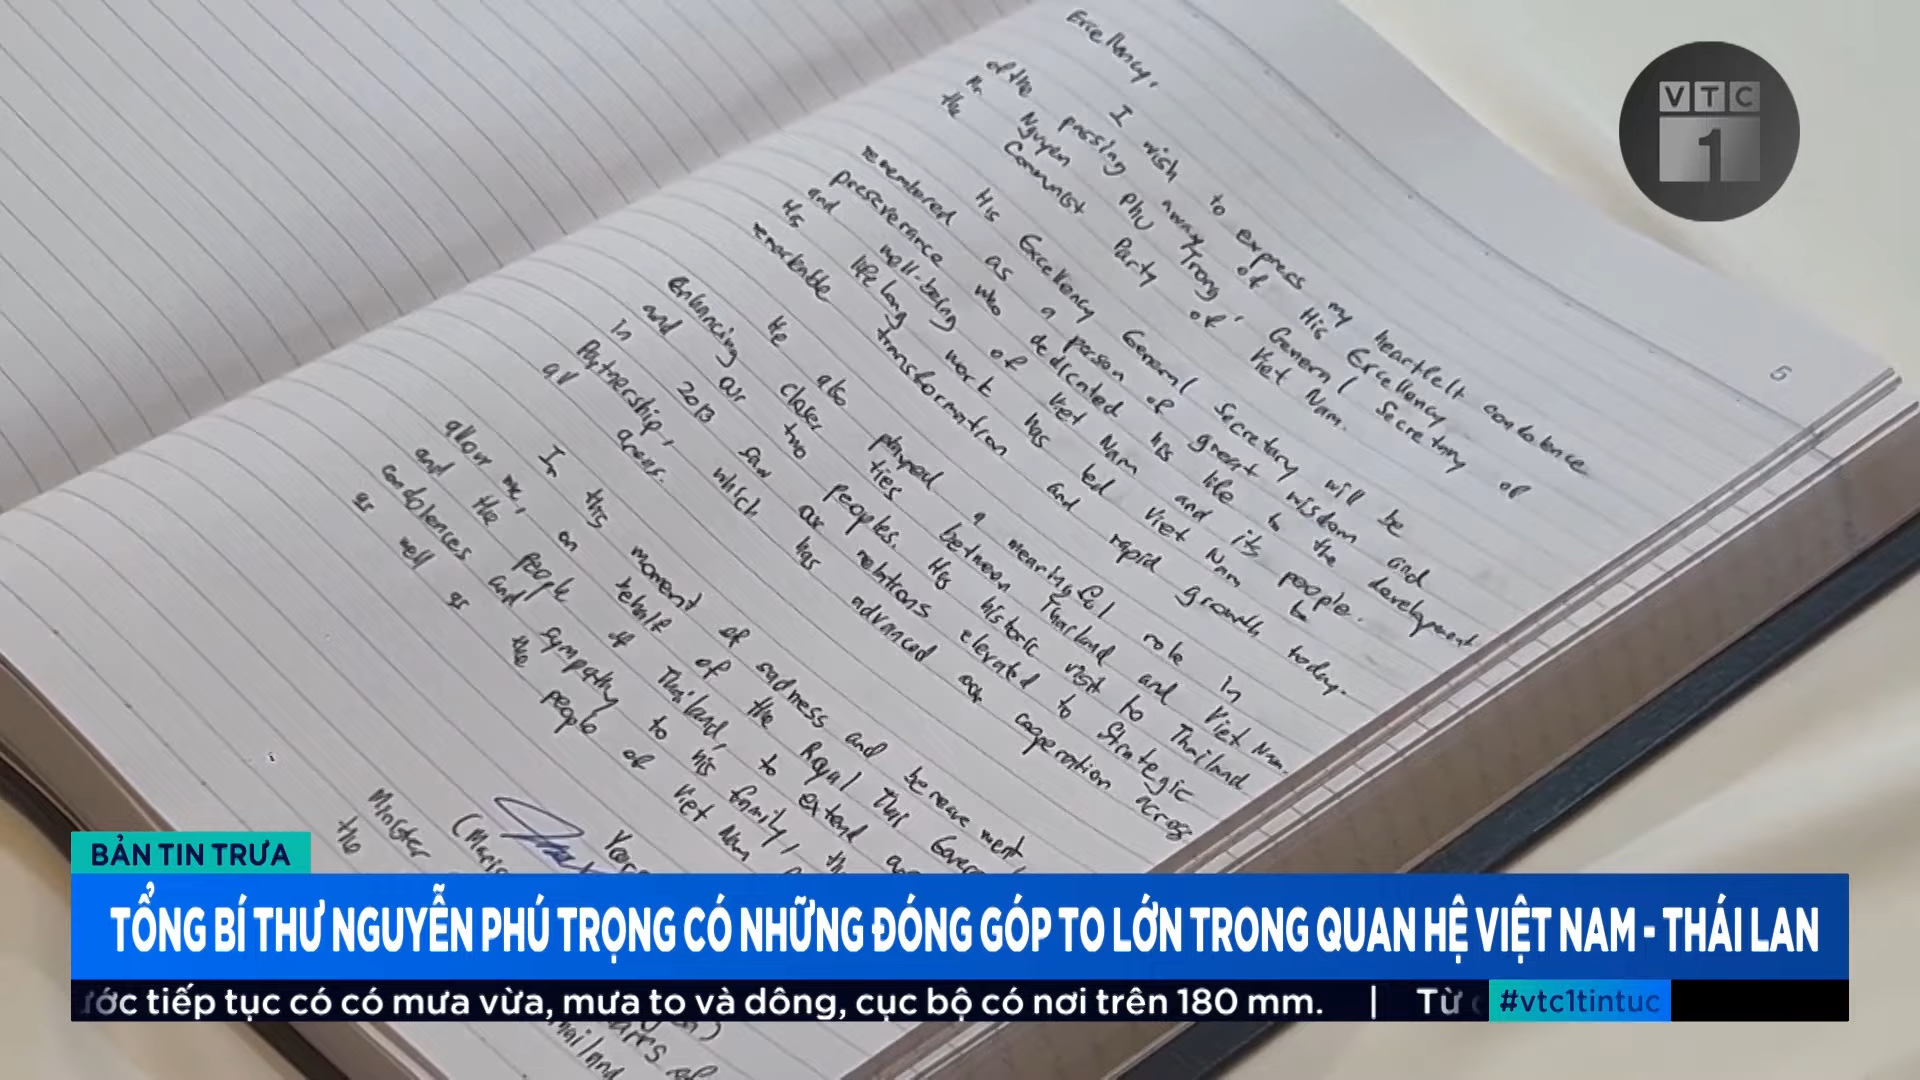 Excellency,
I wish to express my heartfelt condolence
of the passing away of His Excellency
Mr Nguyen Phu Trong, General Secretary of
the Communist Party of Viet Nam.
His Excellency General Secretary will be
remembered as a person of great wisdom and
preseverance who dedicated his life to the development
and well-being of Viet Nam and its people.
His life long work has led Viet Nam be
remarkable transformation and rapid growth today.
He also played a meaningful role in
enhancing closer ties between Thailand and Viet Nam.
and our two peoples. His historic visit to Thailand
in 2013 saw our relations elevated to Strategic
Partnership, which has advanced our cooperation across
all areas.
In this moment of sadness and bereavement
allow me, on behalf of the Royal Thai
and the people of Thailand, to extend
condolences and sympathy to his family,
as well as the people of Viet Nam
Minister
the
5
VTC
1
BẢN TIN TRƯA
TỔNG BÍ THƯ NGUYỄN PHÚ TRỌNG CÓ NHỮNG ĐÓNG GÓP TO LỚN TRONG QUAN HỆ VIỆT NAM - THÁI LAN
tiếp tục có có mưa vừa, mưa to và dông, cục bộ có nơi trên 180 mm. | Từ
#vtc1tintuc